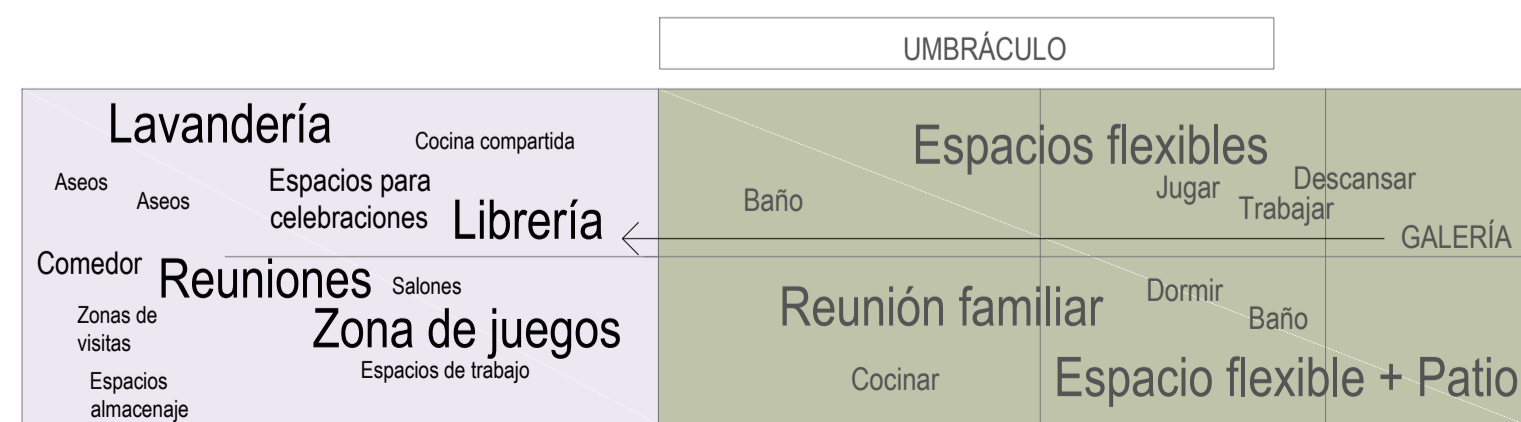 UMBRÁCULO
Lavandería
Cocina compartida
Aseos
Aseos
Espacios para
celebraciones
Librería
Comedor
Reuniones
Salones
Zonas de
visitas
Zona de juegos
Espacios de trabajo
Espacios
almacenaje
Espacios flexibles
Baño
Jugar
Descansar
Trabajar
GALERÍA
Reunión familiar
Dormir
Baño
Cocinar
Espacio flexible + Patio